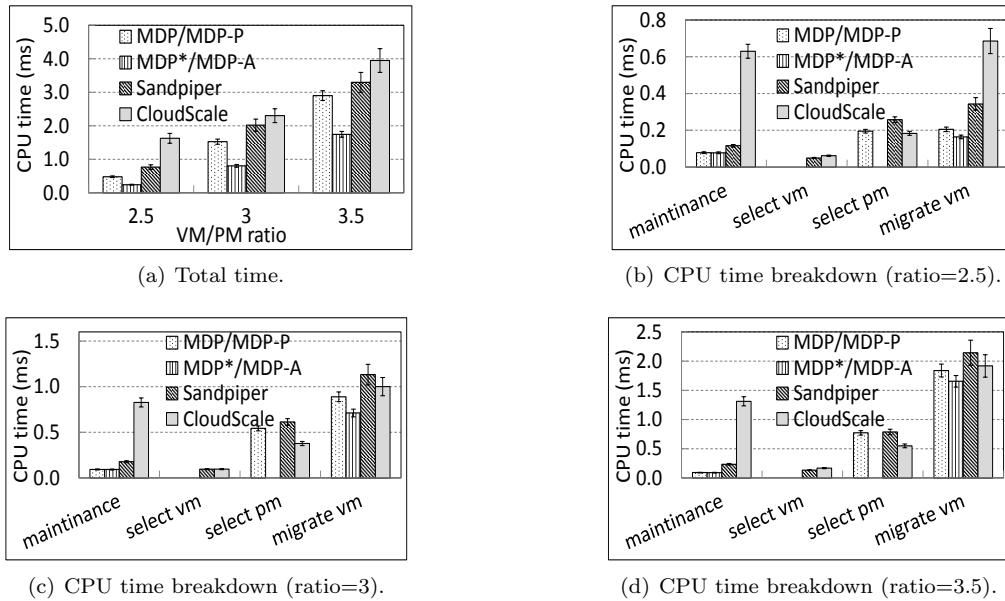 5.0
4.0
3.0
2.0
1.0
0.0
CPU time (ms)
MDP/MDP-P
MDP*/MDP-A
Sandpiper
CloudScale
2.5 3 3.5
VM/PM ratio
(a) Total time.
0.8
0.6
0.4
0.2
0.0
CPU time (ms)
MDP/MDP-P
MDP*/MDP-A
Sandpiper
CloudScale
maintinance select vm select pm migrate vm
(b) CPU time breakdown (ratio=2.5).
1.5
1.0
0.5
0.0
CPU time (ms)
MDP/MDP-P
MDP*/MDP-A
Sandpiper
CloudScale
maintinance select vm select pm migrate vm
(c) CPU time breakdown (ratio=3).
2.5
2.0
1.5
1.0
0.5
0.0
CPU time (ms)
MDP/MDP-P
MDP*/MDP-A
Sandpiper
CloudScale
maintinance select vm select pm migrate vm
(d) CPU time breakdown (ratio=3.5).